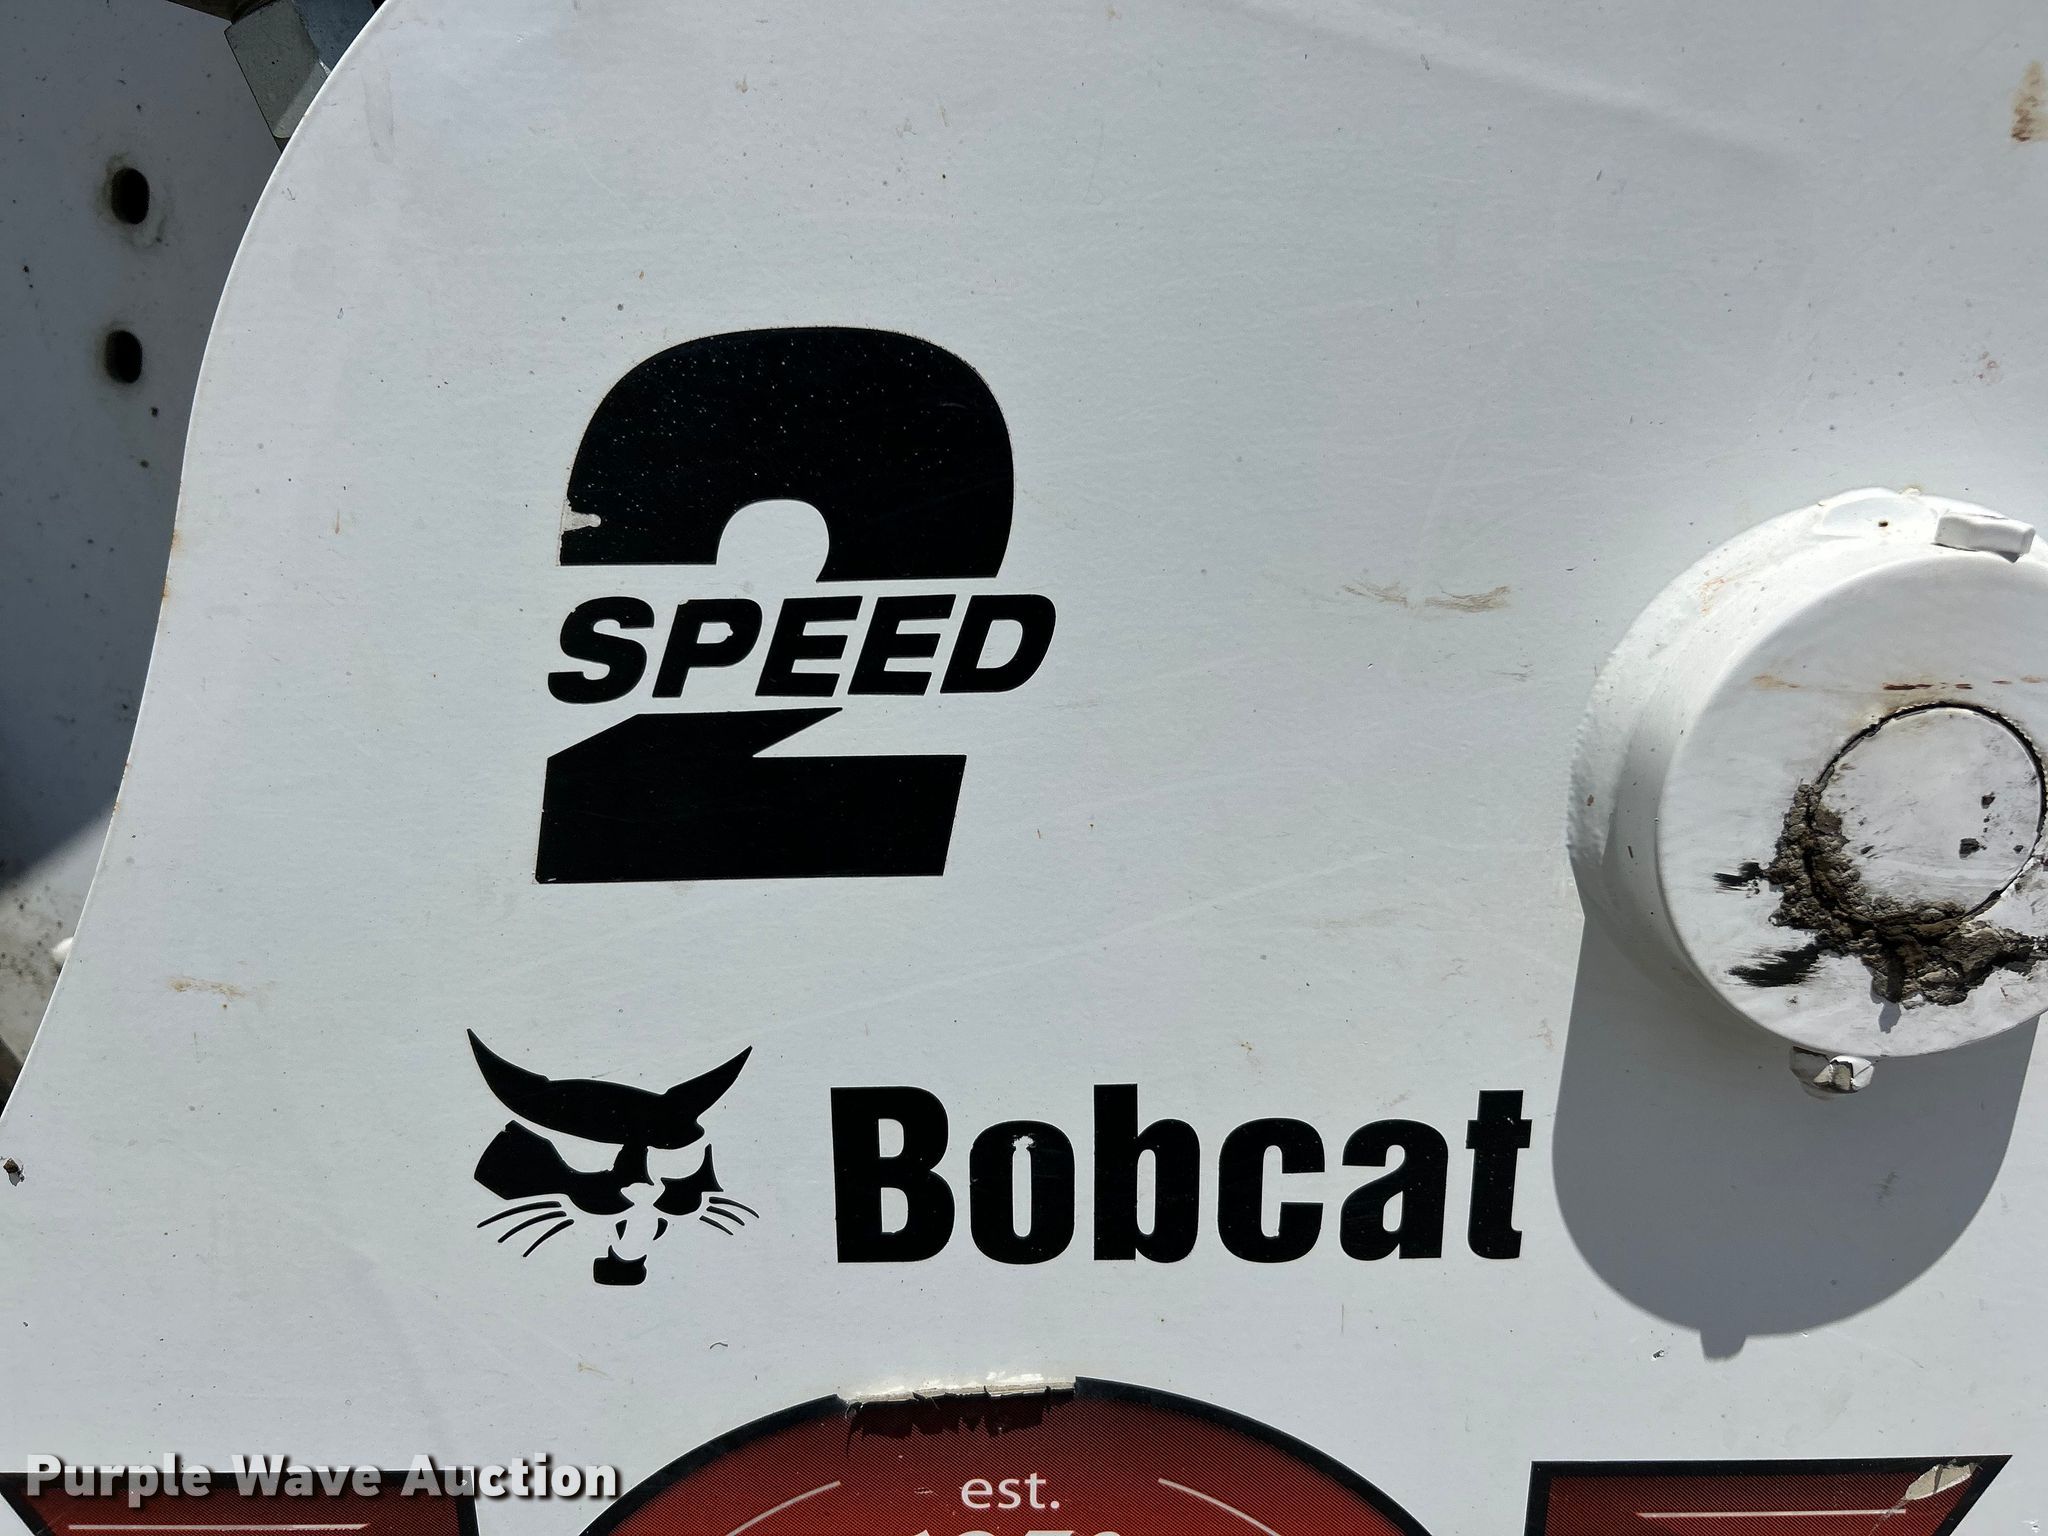 2
SPEED
Bobcat
est.
Purple Wave Auction